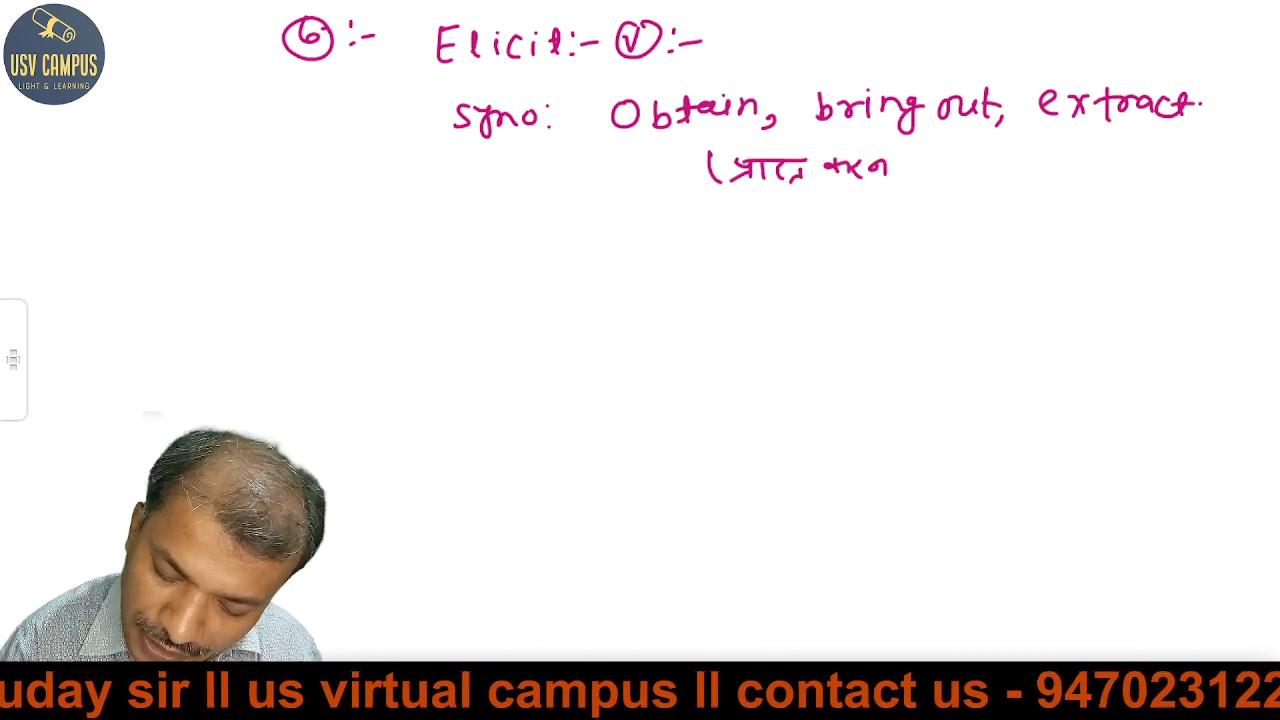 USV CAMPUS
LIGHT & LEARNING
6 :- Elicit :- (v) :-
Syno: Obtain, bring out, extract.
(प्राप्त करन
uday sir ll us virtual campus ll contact us - 947023122